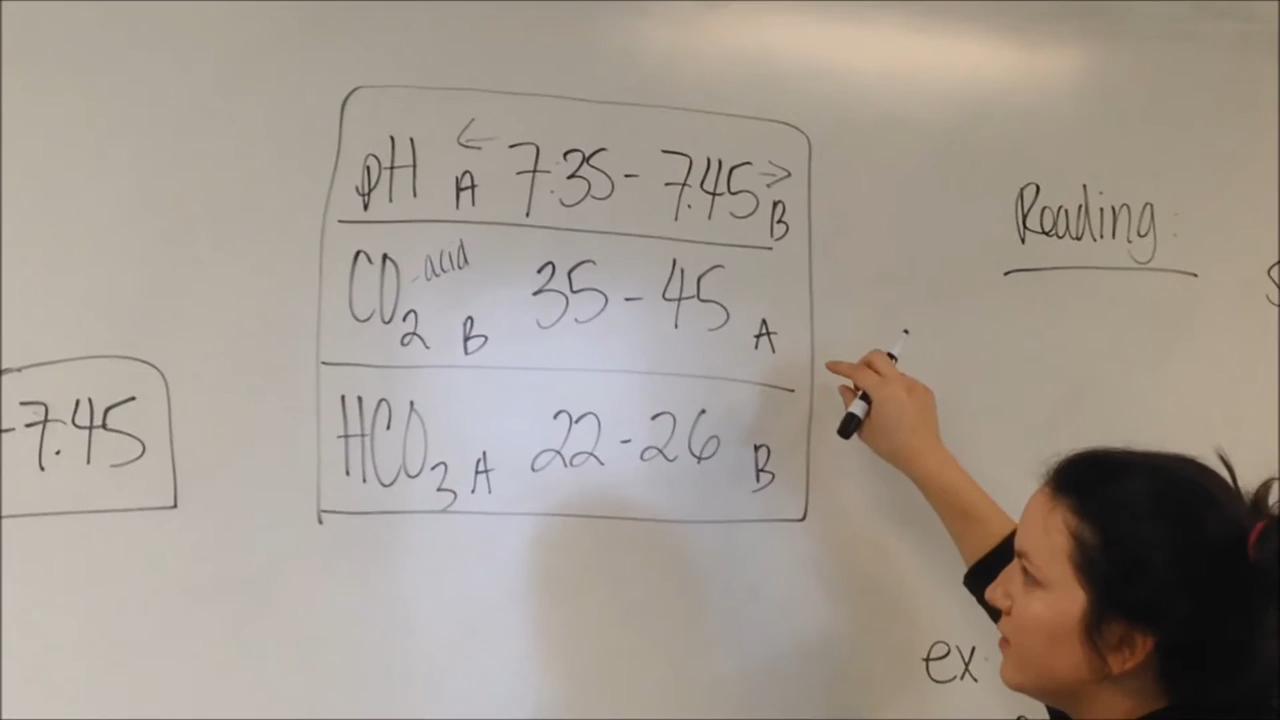 pH A ← 7.35 - 7.45 → B
CO2 - acid B 35 - 45 A
HCO3 A 22 - 26 B
-7.45
Reading:
ex